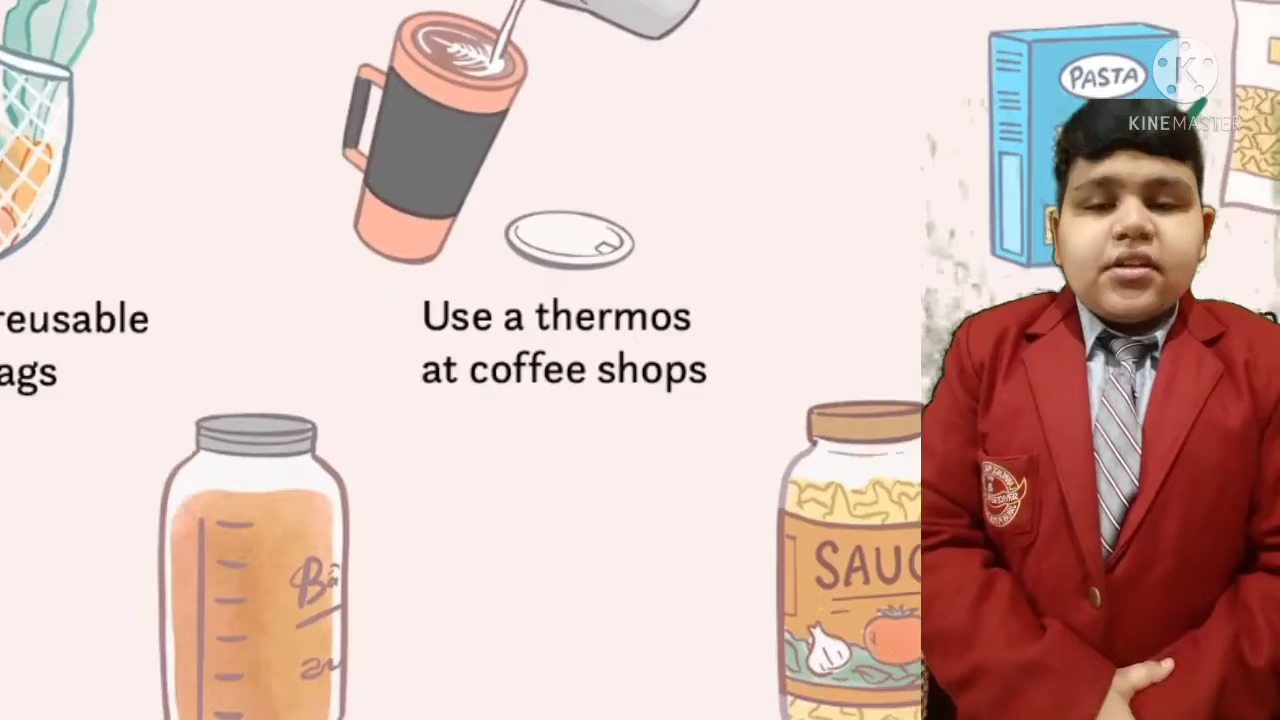 PASTA
KINEMASTER
reusable
ags
Use a thermos
at coffee shops
SAUC